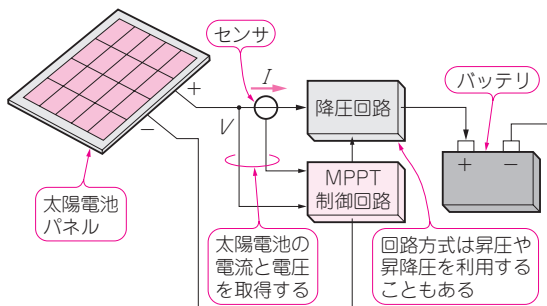 センサ
I
+
−
V
降圧回路
バッテリ
+
−
MPPT
制御回路
太陽電池
パネル
太陽電池の
電流と電圧
を取得する
回路方式は昇圧や
昇降圧を利用する
こともある